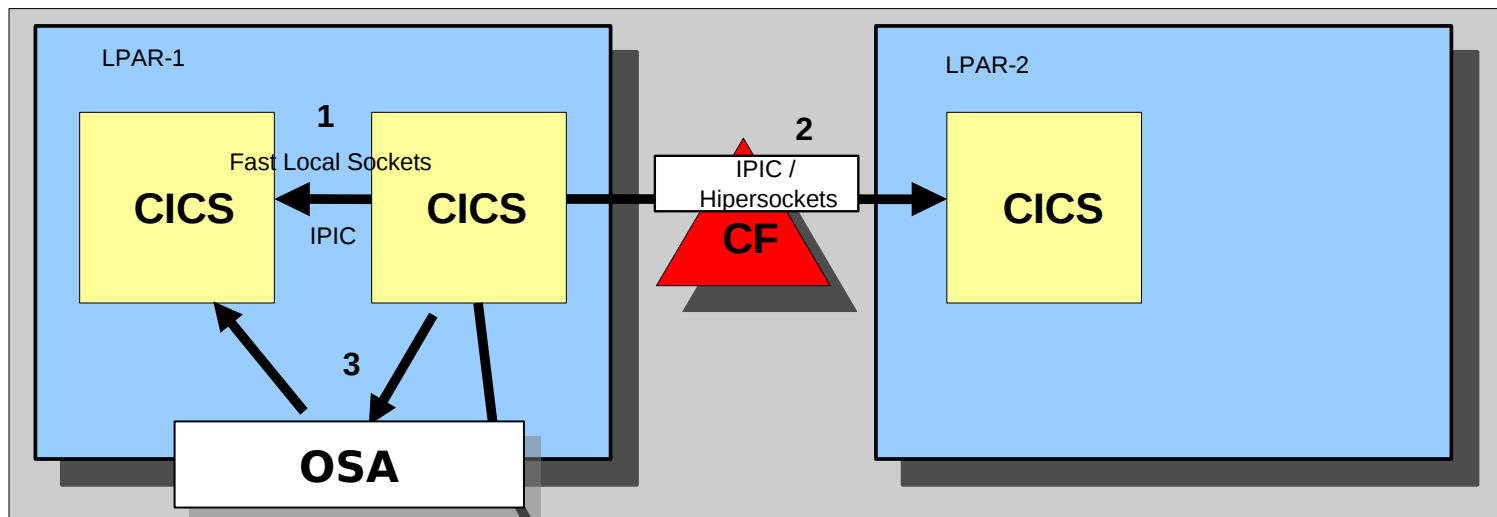 LPAR-1
LPAR-2
1
2
Fast Local Sockets
IPIC /
Hipersockets
CICS
CICS
CICS
IPIC
CF
3
OSA